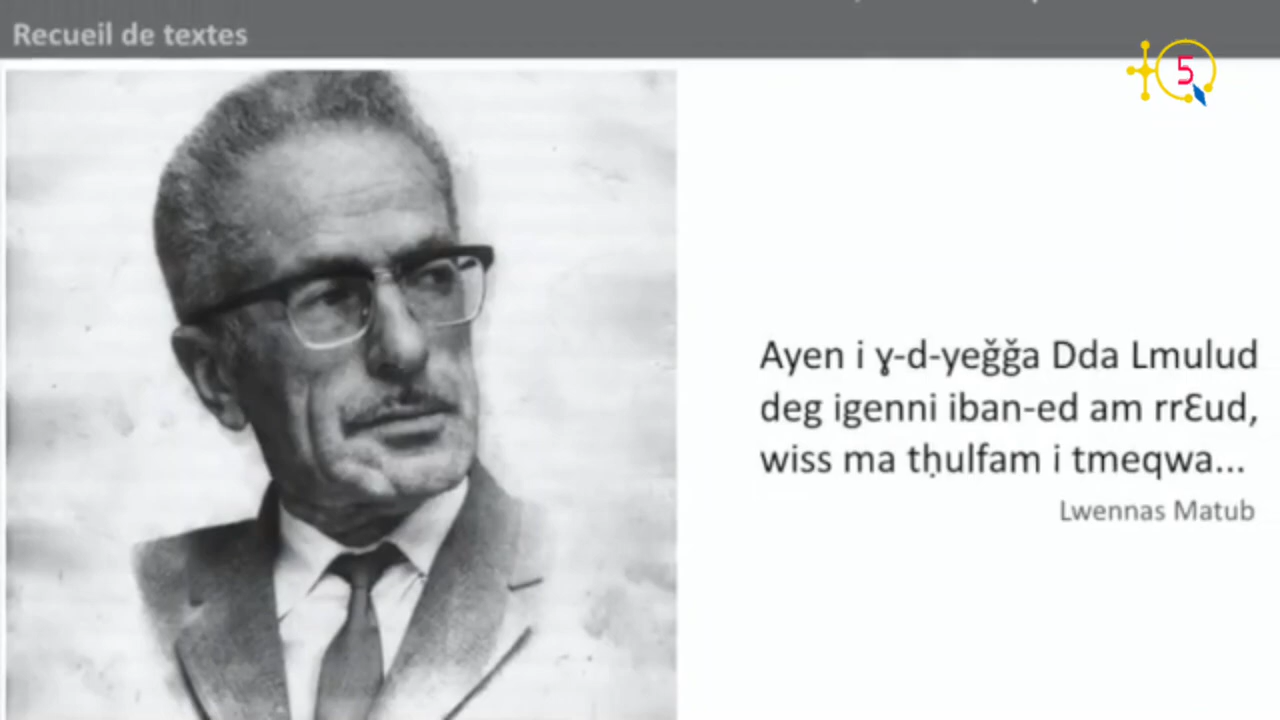 Recueil de textes
5
Ayen i ɣ-d-yeǧǧa Dda Lmulud
deg igenni iban-ed am rrƐud,
wiss ma tḥulfam i tmeqwa...
Lwennas Matub